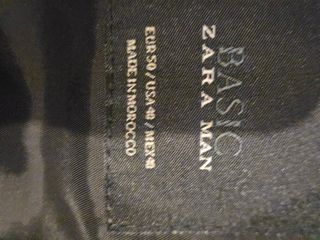 BASIC
ZARA MAN
EUR 50 / USA 40 / MEX 40
MADE IN MOROCCO